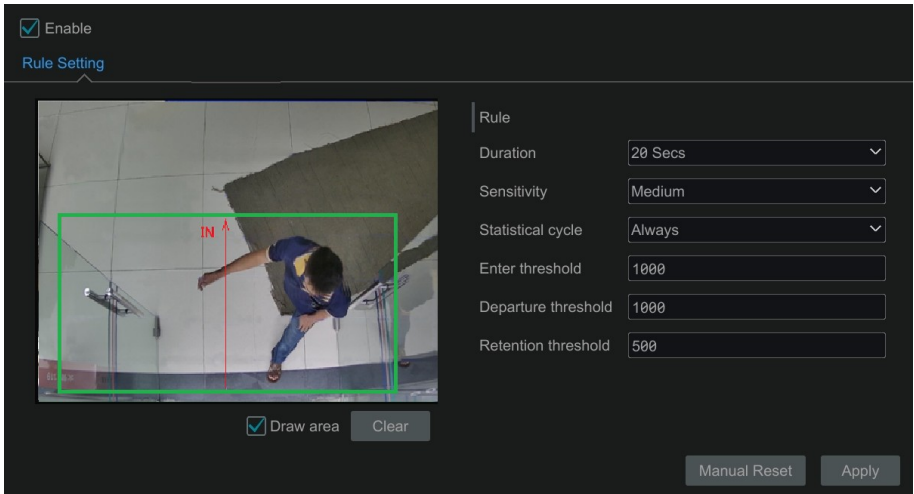 Enable
Rule Setting
IN
Rule
Duration 20 Secs
Sensitivity Medium
Statistical cycle Always
Enter threshold 1000
Departure threshold 1000
Retention threshold 500
Draw area Clear
Manual Reset Apply